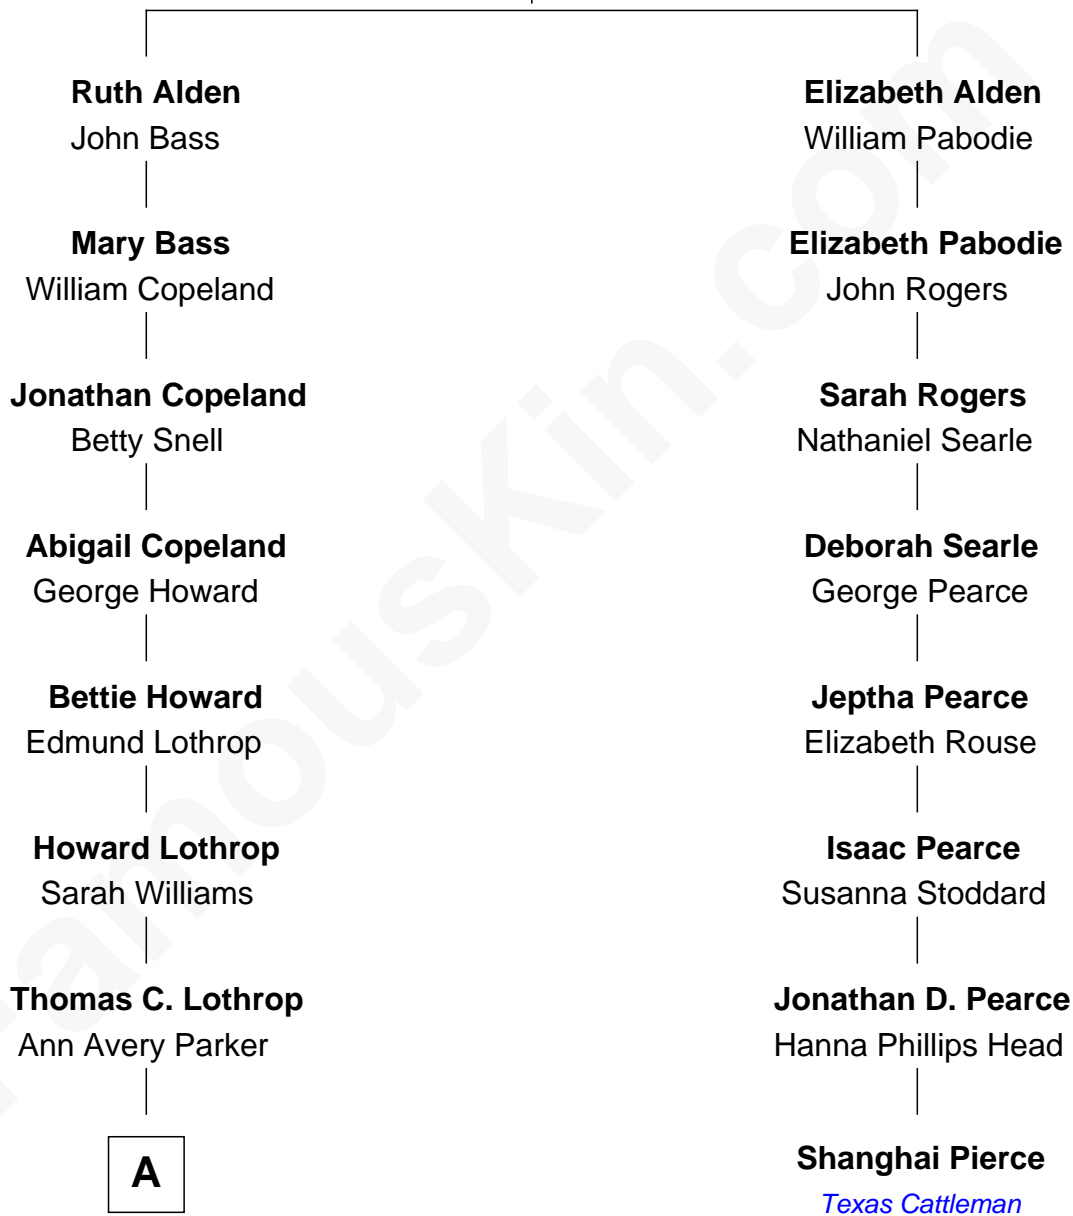 Ruth Alden
John Bass
Mary Bass
William Copeland
Jonathan Copeland
Betty Snell
Abigail Copeland
George Howard
Bettie Howard
Edmund Lothrop
Howard Lothrop
Sarah Williams
Thomas C. Lothrop
Ann Avery Parker
A
Elizabeth Alden
William Pabodie
Elizabeth Pabodie
John Rogers
Sarah Rogers
Nathaniel Searle
Deborah Searle
George Pearce
Jeptha Pearce
Elizabeth Rouse
Isaac Pearce
Susanna Stoddard
Jonathan D. Pearce
Hanna Phillips Head
Shanghai Pierce
Texas Cattleman
FamousKin.com